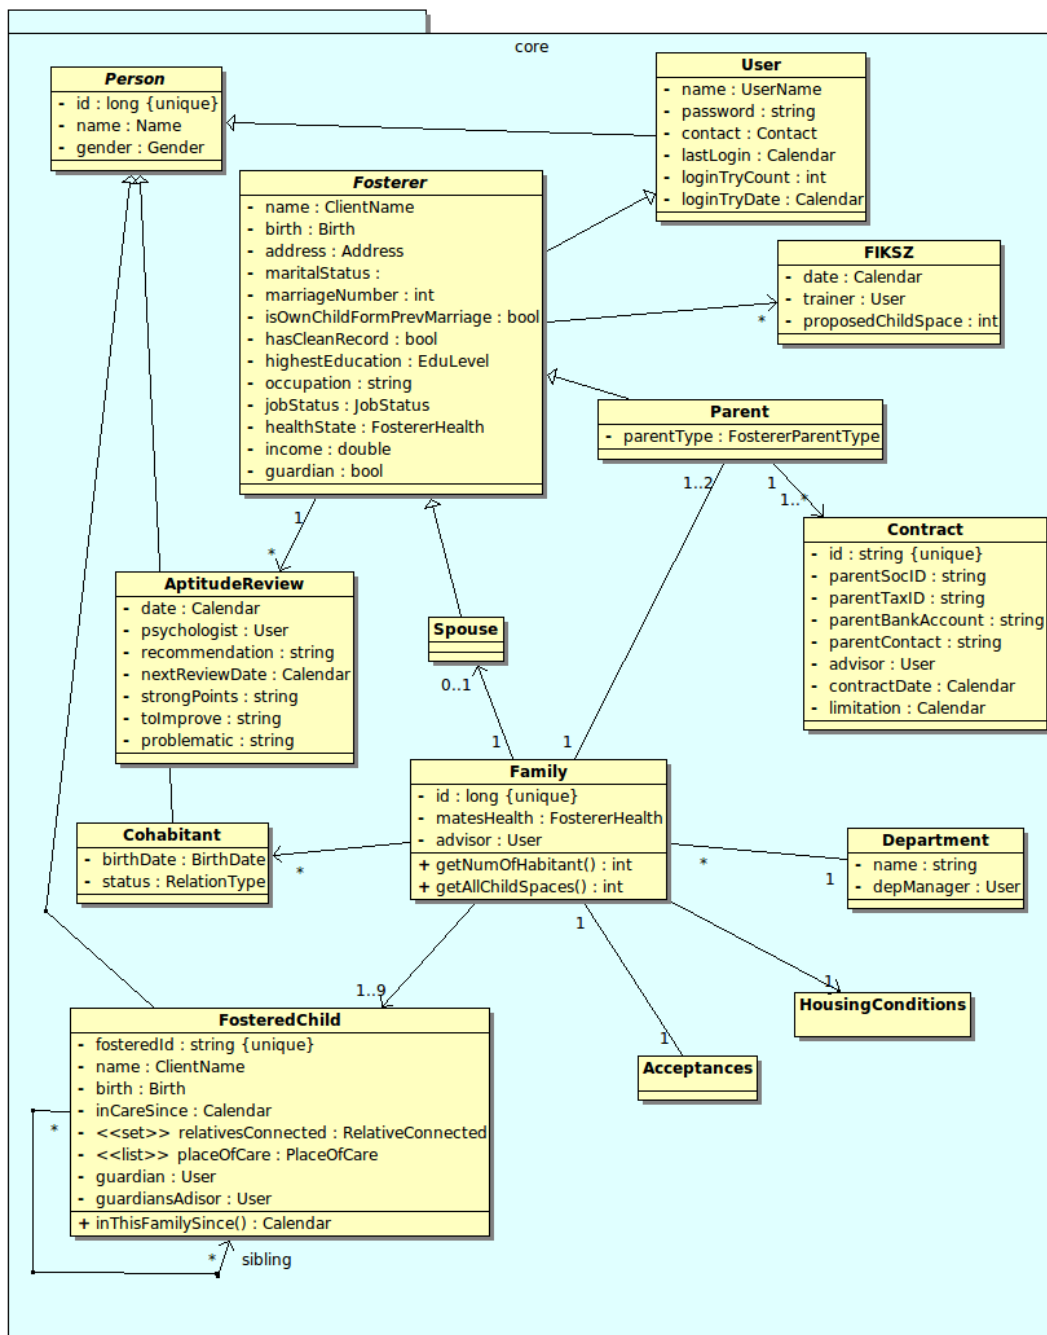 core
Person
- id : long {unique}
- name : Name
- gender : Gender
User
- name : UserName
- password : string
- contact : Contact
- lastLogin : Calendar
- loginTryCount : int
- loginTryDate : Calendar
Fosterer
- name : ClientName
- birth : Birth
- address : Address
- maritalStatus :
- marriageNumber : int
- isOwnChildFormPrevMarriage : bool
- hasCleanRecord : bool
- highestEducation : EduLevel
- occupation : string
- jobStatus : JobStatus
- healthState : FostererHealth
- income : double
- guardian : bool
FIKSZ
- date : Calendar
- trainer : User
- proposedChildSpace : int
*
Parent
- parentType : FostererParentType
1..2
1
1..*
Contract
- id : string {unique}
- parentSocID : string
- parentTaxID : string
- parentBankAccount : string
- parentContact : string
- advisor : User
- contractDate : Calendar
- limitation : Calendar
1
*
AptitudeReview
- date : Calendar
- psychologist : User
- recommendation : string
- nextReviewDate : Calendar
- strongPoints : string
- toImprove : string
- problematic : string
Spouse
0..1
1
1
Family
- id : long {unique}
- matesHealth : FostererHealth
- advisor : User
+ getNumOfHabitant() : int
+ getAllChildSpaces() : int
Cohabitant
- birthDate : BirthDate
- status : RelationType
*
*
1
Department
- name : string
- depManager : User
1
1
HousingConditions
1
Acceptances
1..9
FosteredChild
- fosteredId : string {unique}
- name : ClientName
- birth : Birth
- inCareSince : Calendar
- <<set>> relativesConnected : RelativeConnected
- <<list>> placeOfCare : PlaceOfCare
- guardian : User
- guardiansAdisor : User
+ inThisFamilySince() : Calendar
*
* sibling